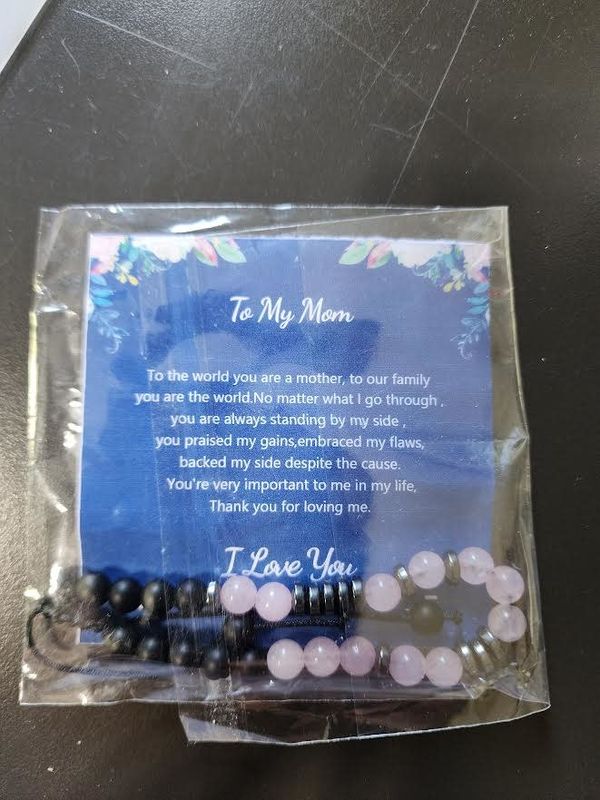 To My Mom
To the world you are a mother, to our family
you are the world.No matter what I go through ,
you are always standing by my side ,
you praised my gains,embraced my flaws,
backed my side despite the cause.
You're very important to me in my life,
Thank you for loving me.
I Love You